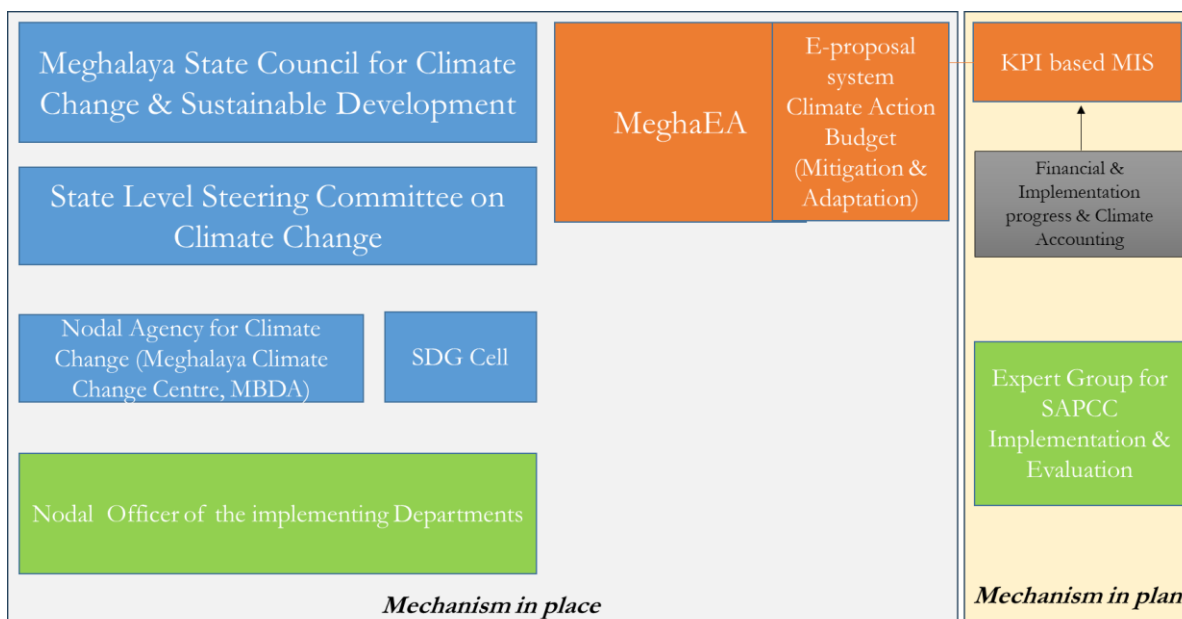 Meghalaya State Council for Climate
Change & Sustainable Development
State Level Steering Committee on
Climate Change
Nodal Agency for Climate
Change (Meghalaya Climate
Change Centre, MBDA)
SDG Cell
Nodal Officer of the implementing Departments
MeghaEA
E-proposal
system
Climate Action
Budget
(Mitigation &
Adaptation)
Mechanism in place
KPI based MIS
Financial &
Implementation
progress & Climate
Accounting
Expert Group for
SAPCC
Implementation &
Evaluation
Mechanism in plan